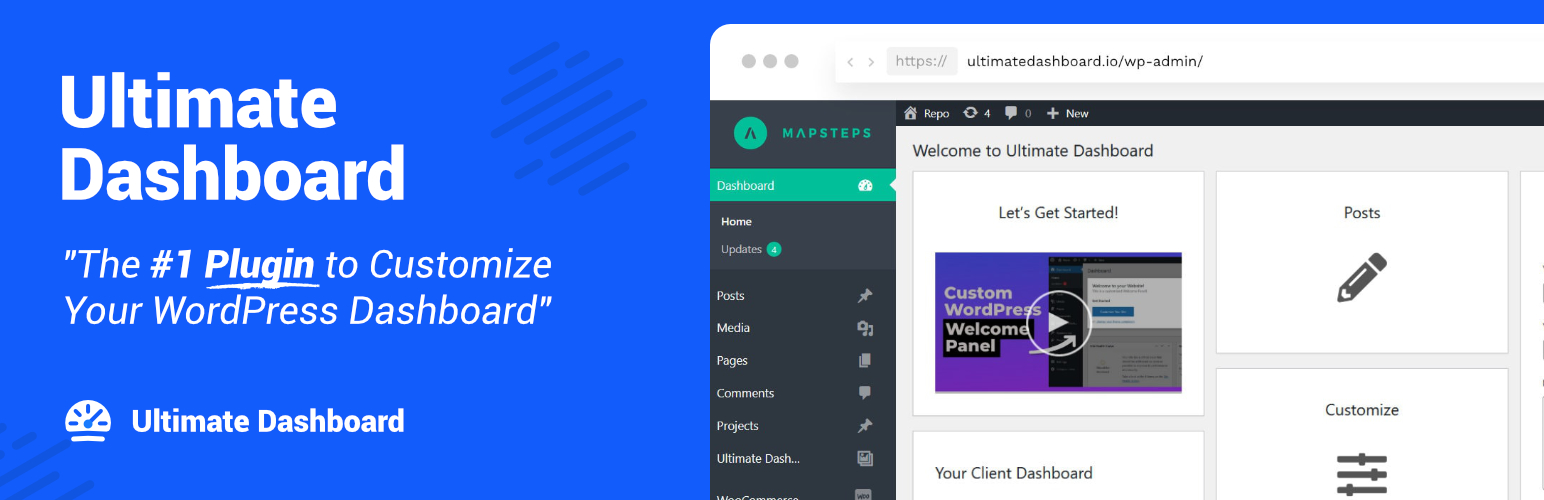 Ultimate
Dashboard
"The #1 Plugin to Customize
Your WordPress Dashboard"
Ultimate Dashboard
https://
ultimatedashboard.io/wp-admin/
MAPSTEPS
Repo
4
0
New
Dashboard
Home
Updates 4
Posts
Media
Pages
Comments
Projects
Ultimate Dash...
WooCommerce
Welcome to Ultimate Dashboard
Let's Get Started!
Custom
WordPress
Welcome
Panel
Your Client Dashboard
Posts
Customize